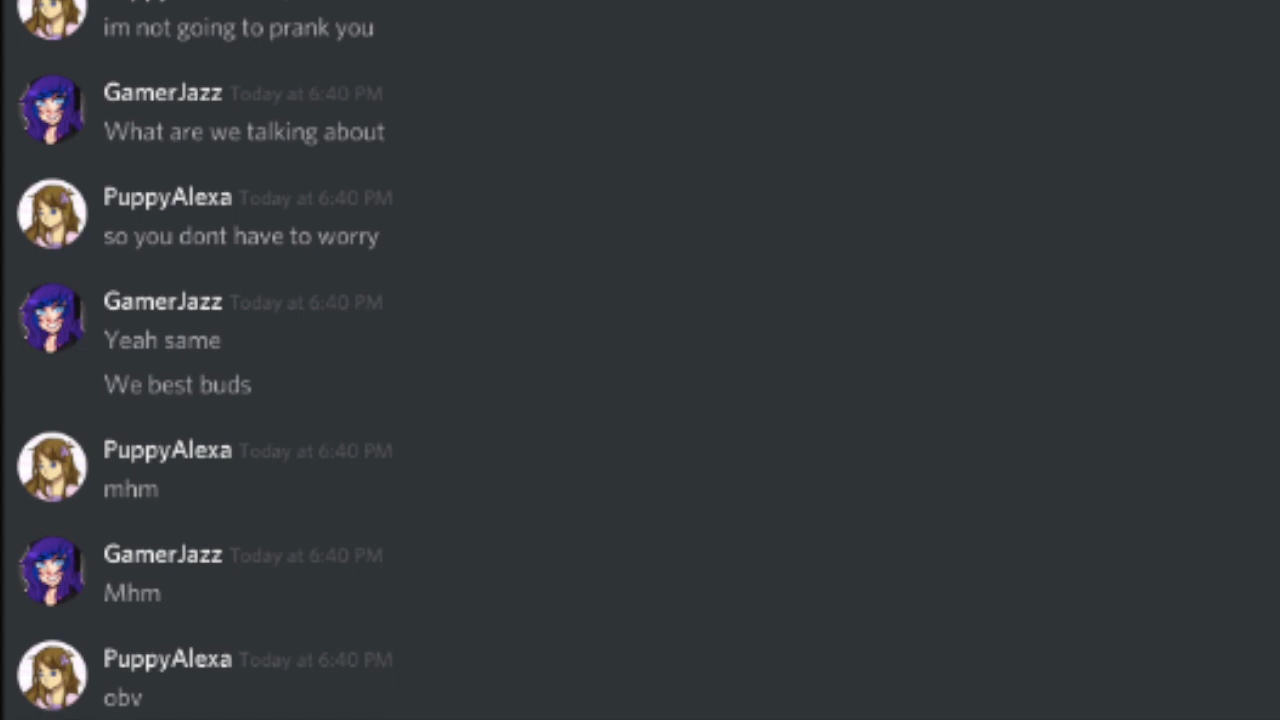 im not going to prank you
GamerJazz Today at 6:40 PM
What are we talking about
PuppyAlexa Today at 6:40 PM
so you dont have to worry
GamerJazz Today at 6:40 PM
Yeah same
We best buds
PuppyAlexa Today at 6:40 PM
mhm
GamerJazz Today at 6:40 PM
Mhm
PuppyAlexa Today at 6:40 PM
obv